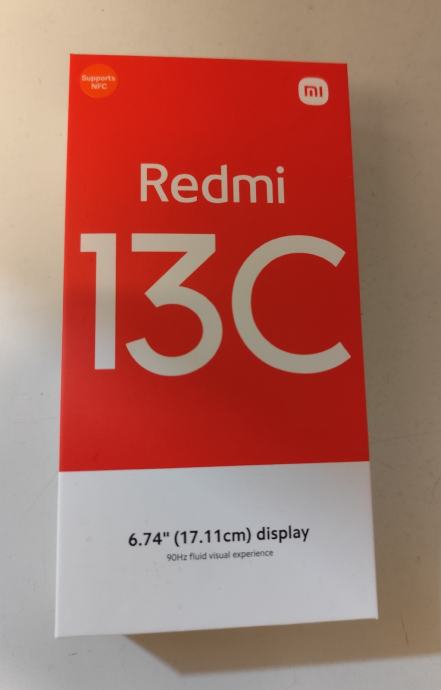 Supports
NFC
mi
Redmi
13C
6.74" (17.11cm) display
90Hz fluid visual experience